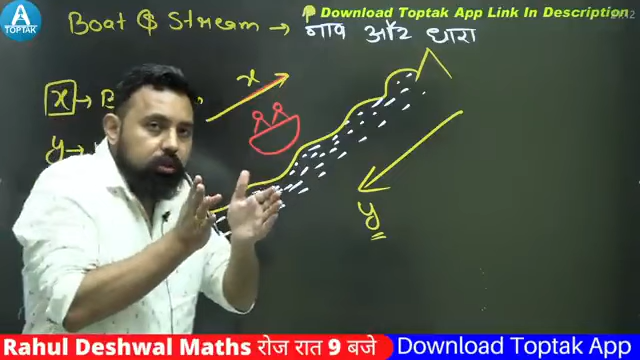 A
TOPTAK
Download Toptak App Link In Description
Boat & Stream → नाव और धारा
x →
x
y →
y
Rahul Deshwal Maths रोज रात 9 बजे
Download Toptak App